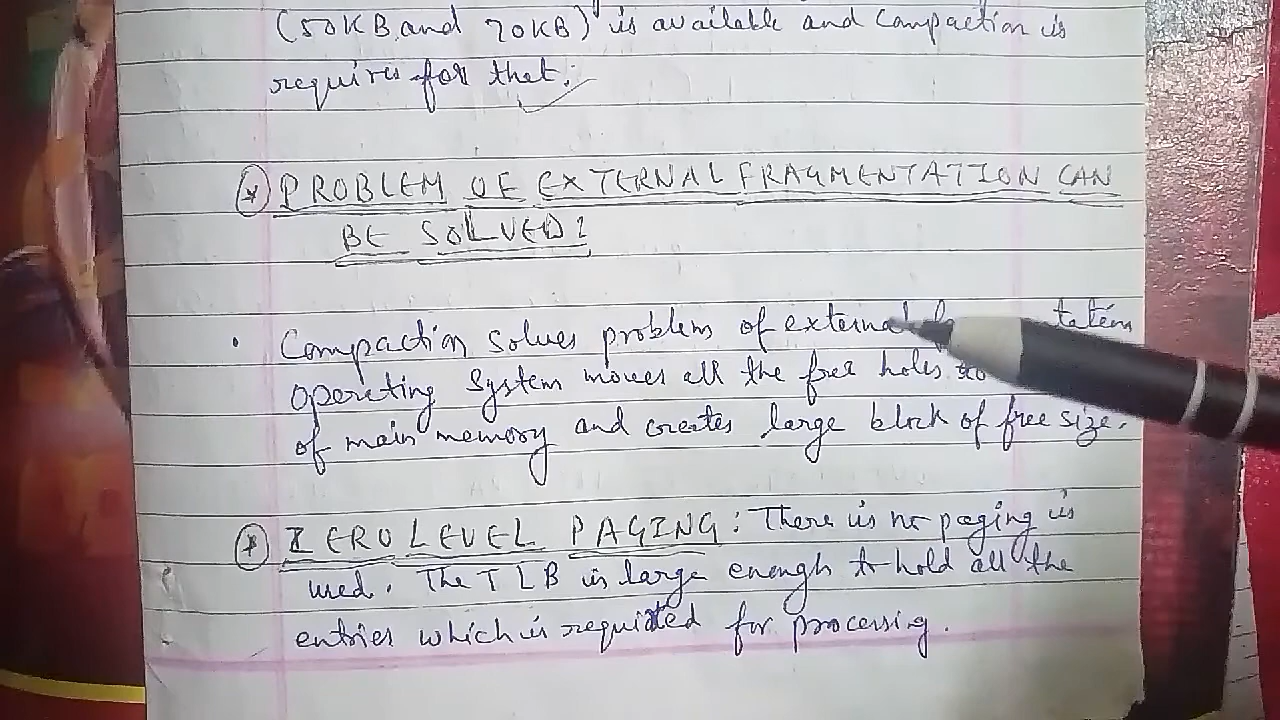 (50KB and 70KB) is available and Compaction is
requires for that.
PROBLEM OF EXTERNAL FRAGMENTATION CAN
BE SOLVED?
• Compaction solves problem of external
operating System moves all the free holes to
of main memory and creates large block of free size.
ZERO LEVEL PAGING: There is no paging is
used. The TLB is large enough to hold all the
entries which is required for processing.